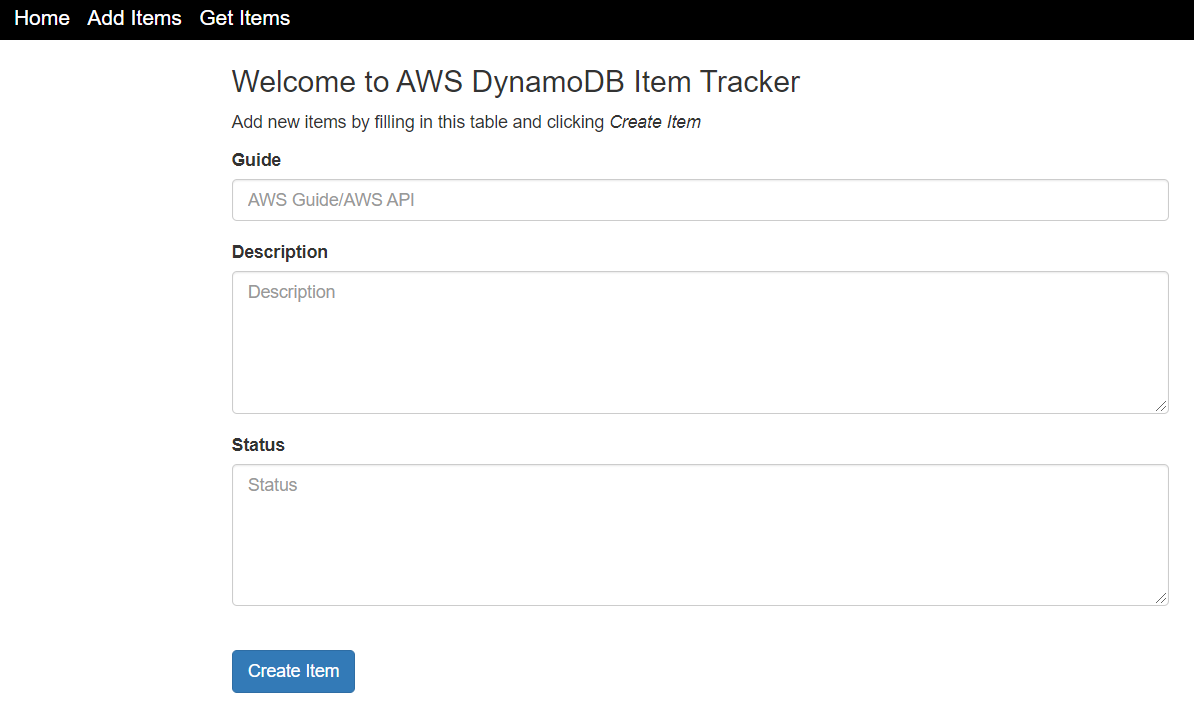 Home Add Items Get Items
Welcome to AWS DynamoDB Item Tracker
Add new items by filling in this table and clicking Create Item
Guide
AWS Guide/AWS API
Description
Description
Status
Status
Create Item